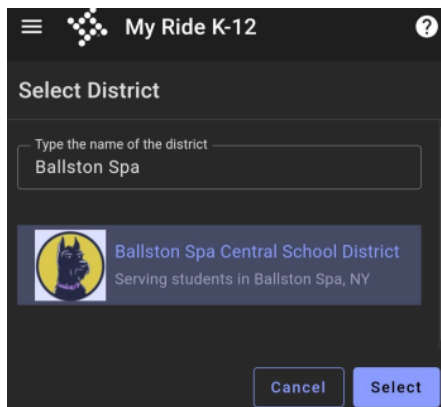 My Ride K-12
?
Select District
Type the name of the district
Ballston Spa
Ballston Spa Central School District
Serving students in Ballston Spa, NY
Cancel Select